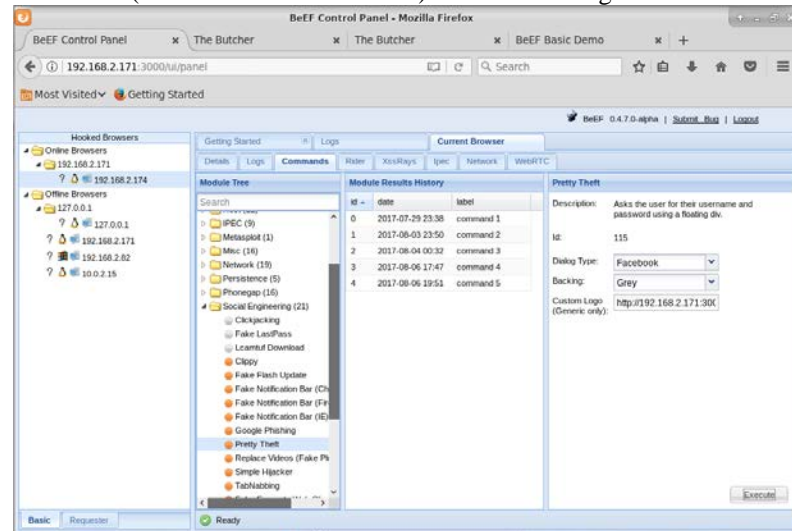 BeEF Control Panel - Mozilla Firefox
BeEF Control Panel × The Butcher × The Butcher × BeEF Basic Demo × +
192.168.2.171:3000/ui/panel Search
Most Visited Getting Started
BeEF 0.4.7.0-alpha | Submit Bug | Logout
Hooked Browsers
Online Browsers
192.168.2.171
? 192.168.2.174
Offline Browsers
127.0.0.1
? 127.0.0.1
? 192.168.2.171
? 192.168.2.82
? 10.0.2.15
Basic Requester
Getting Started Logs Current Browser
Details Logs Commands Rider XssRays Ipec Network WebRTC
Module Tree
Search
IPEC (9)
Metasploit (1)
Misc (16)
Network (19)
Persistence (5)
Phonegap (16)
Social Engineering (21)
Clickjacking
Fake LastPass
Lcamtuf Download
Clippy
Fake Flash Update
Fake Notification Bar (Ch
Fake Notification Bar (Fire
Fake Notification Bar (IE)
Google Phishing
Pretty Theft
Replace Videos (Fake Pl
Simple Hijacker
TabNabbing
Module Results History
id date label
0 2017-07-29 23:38 command 1
1 2017-08-03 23:50 command 2
2 2017-08-04 00:32 command 3
3 2017-08-06 17:47 command 4
4 2017-08-06 19:51 command 5
Pretty Theft
Description: Asks the user for their username and
password using a floating div.
Id: 115
Dialog Type: Facebook
Backing: Grey
Custom Logo
(Generic only): http://192.168.2.171:300
Execute
Ready